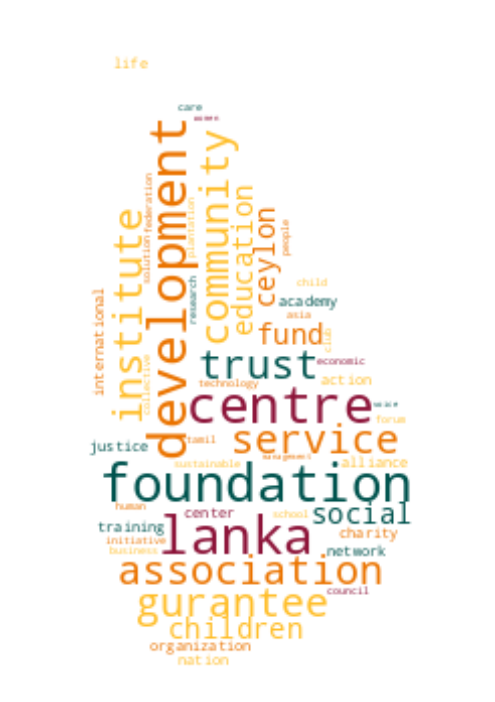 life
care
women
development
community
federation
plantation
education
institute
ceylon
people
solution
research
child
international
academy
asia
fund
club
trust
economic
collective
technology
action
centre
voice
forum
tamil
service
justice
management
sustainable
alliance
foundation
human
center
school
social
training
lanka
charity
initiative
business
network
association
council
gurantee
children
organization
nation